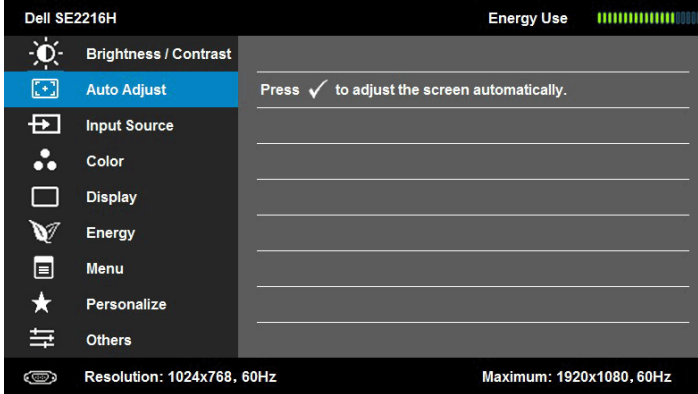 Dell SE2216H Energy Use
Brightness / Contrast
Auto Adjust Press ✓ to adjust the screen automatically.
Input Source
Color
Display
Energy
Menu
Personalize
Others
Resolution: 1024x768, 60Hz Maximum: 1920x1080, 60Hz